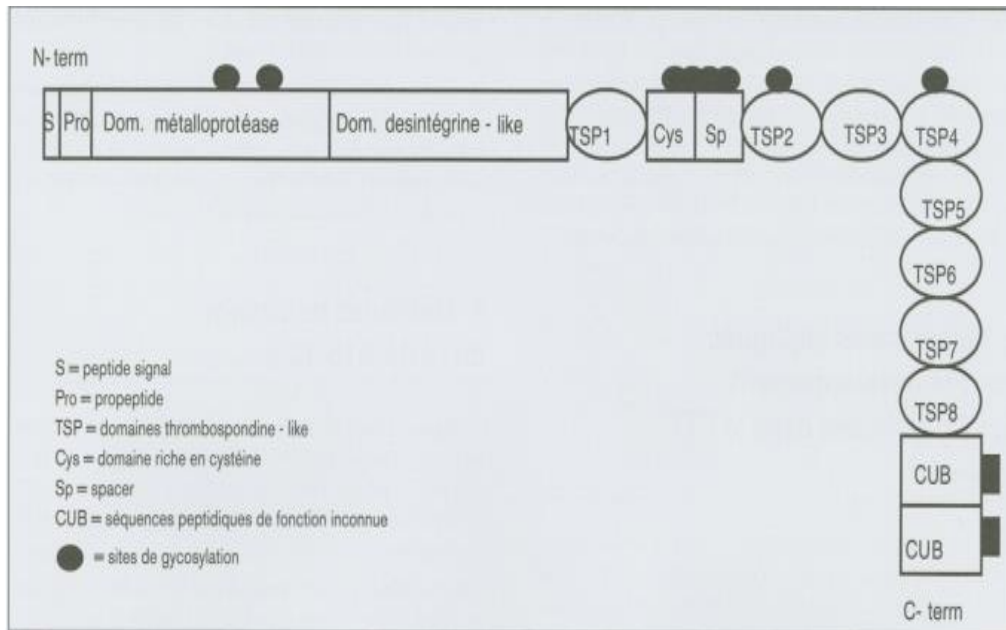 N- term
S Pro Dom. métalloprotéase Dom. desintégrine - like TSP1 Cys Sp TSP2 TSP3 TSP4
TSP5
TSP6
TSP7
TSP8
CUB
CUB
C- term
S = peptide signal
Pro = propeptide
TSP = domaines thrombospondine - like
Cys = domaine riche en cystéine
Sp = spacer
CUB = séquences peptidiques de fonction inconnue
= sites de gycosylation